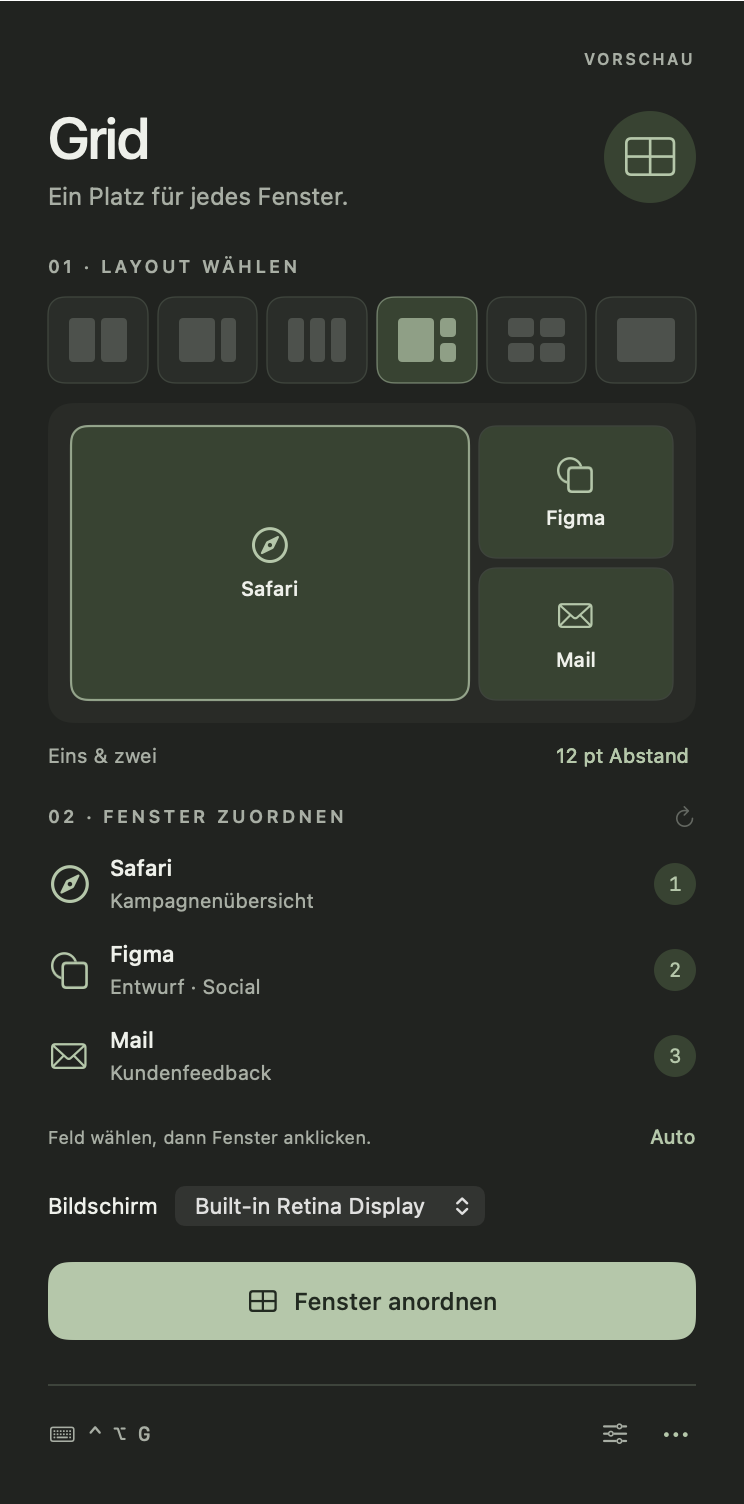 VORSCHAU
Grid
Ein Platz für jedes Fenster.
01 · LAYOUT WÄHLEN
Safari
Figma
Mail
Eins & zwei
12 pt Abstand
02 · FENSTER ZUORDNEN
Safari
Kampagnenübersicht
1
Figma
Entwurf · Social
2
Mail
Kundenfeedback
3
Feld wählen, dann Fenster anklicken.
Auto
Bildschirm
Built-in Retina Display
Fenster anordnen
^ ⌥ G